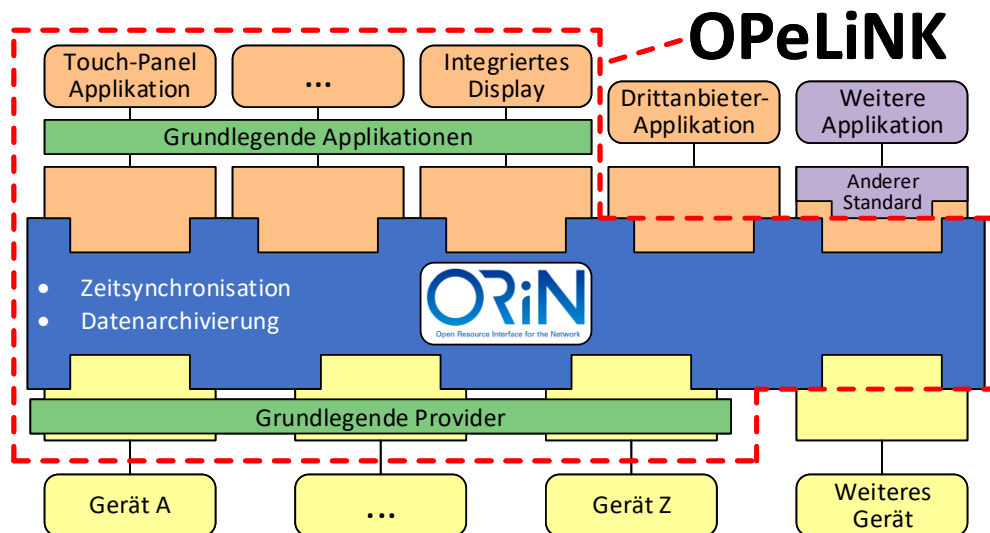 OPeLiNK
Touch-Panel
Applikation
...
Integriertes
Display
Drittanbieter-
Applikation
Weitere
Applikation
Grundlegende Applikationen
Anderer
Standard
• Zeitsynchronisation
• Datenarchivierung
ORiN
Open Resource Interface for the Network
Grundlegende Provider
Gerät A
...
Gerät Z
Weiteres
Gerät